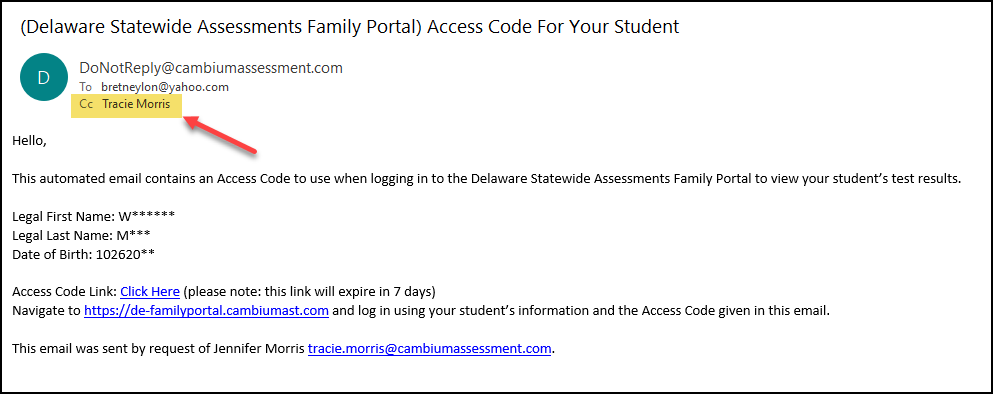 (Delaware Statewide Assessments Family Portal) Access Code For Your Student
D
DoNotReply@cambiumassessment.com
To bretneylon@yahoo.com
Cc Tracie Morris
Hello,
This automated email contains an Access Code to use when logging in to the Delaware Statewide Assessments Family Portal to view your student’s test results.
Legal First Name: W******
Legal Last Name: M***
Date of Birth: 102620**
Access Code Link: Click Here (please note: this link will expire in 7 days)
Navigate to https://de-familyportal.cambiumast.com and log in using your student’s information and the Access Code given in this email.
This email was sent by request of Jennifer Morris tracie.morris@cambiumassessment.com.